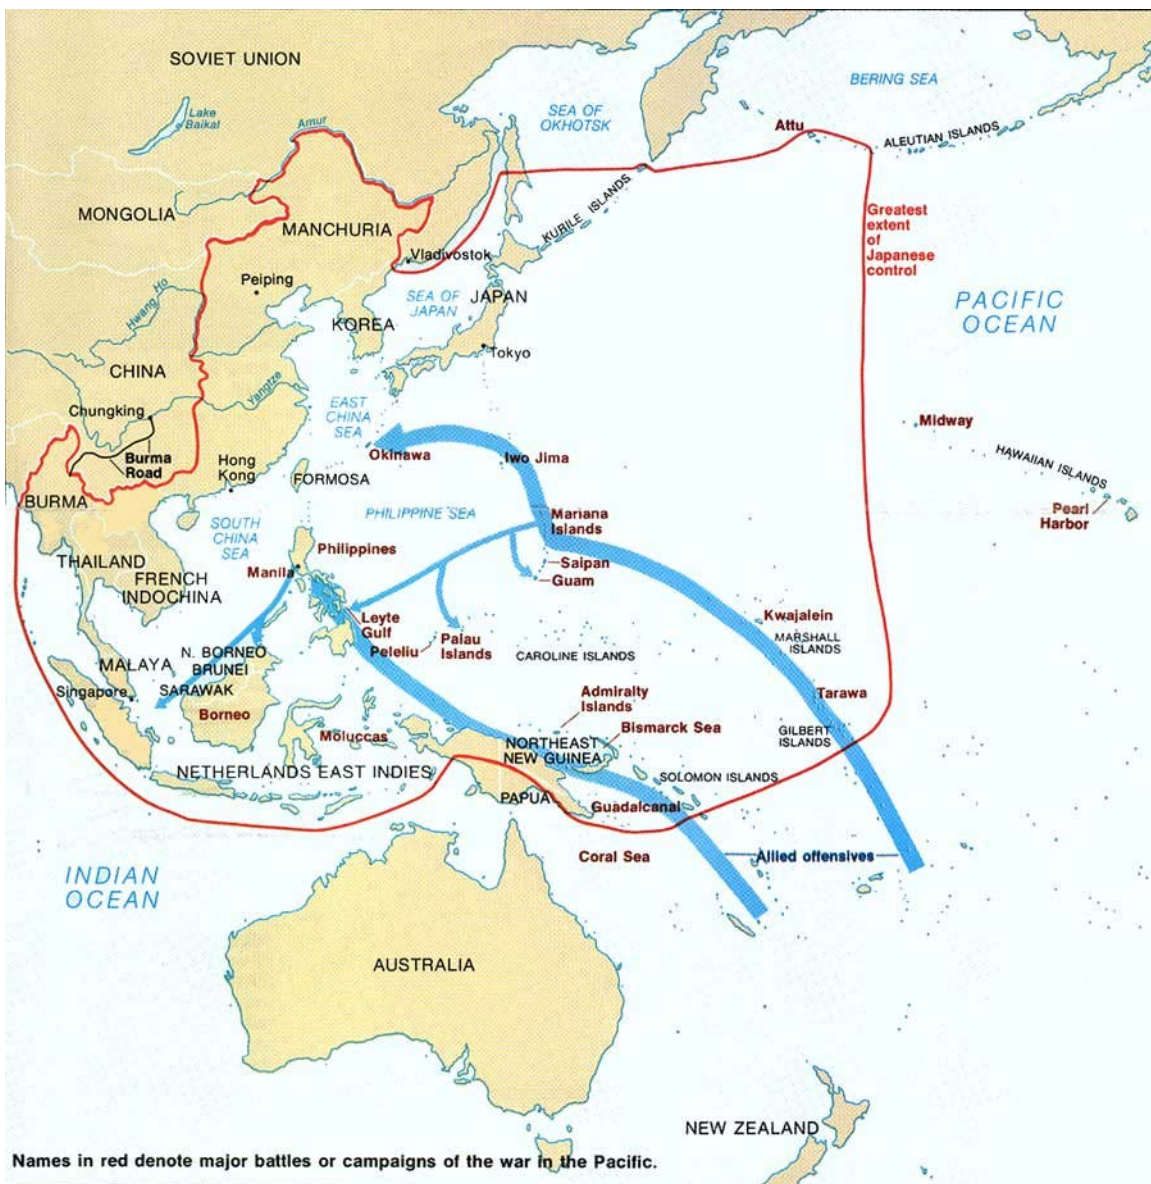 SOVIET UNION
BERING SEA
SEA OF
OKHOTSK
Lake
Baikal
Amur
Attu
ALEUTIAN ISLANDS
MONGOLIA
MANCHURIA
KURILE ISLANDS
Greatest
extent
of
Japanese
control
Vladivostok
Peiping
SEA OF
JAPAN
JAPAN
PACIFIC
OCEAN
Hwang Ho
KOREA
Tokyo
CHINA
Yangtze
Chungking
EAST
CHINA
SEA
Midway
Burma
Road
Okinawa
Iwo Jima
HAWAIIAN ISLANDS
Hong
Kong
FORMOSA
BURMA
Pearl
Harbor
PHILIPPINE SEA
Mariana
Islands
SOUTH
CHINA
SEA
Philippines
THAILAND
Manila
Saipan
Guam
FRENCH
INDOCHINA
Leyte
Gulf
Kwajalein
Peleliu
Palau
Islands
MARSHALL
ISLANDS
CAROLINE ISLANDS
N. BORNEO
BRUNEI
MALAYA
SARAWAK
Singapore
Admiralty
Islands
Tarawa
Borneo
Bismarck Sea
Moluccas
NORTHEAST
NEW GUINEA
GILBERT
ISLANDS
NETHERLANDS EAST INDIES
SOLOMON ISLANDS
PAPUA
Guadalcanal
Coral Sea
Allied offensives
INDIAN
OCEAN
AUSTRALIA
NEW ZEALAND
Names in red denote major battles or campaigns of the war in the Pacific.